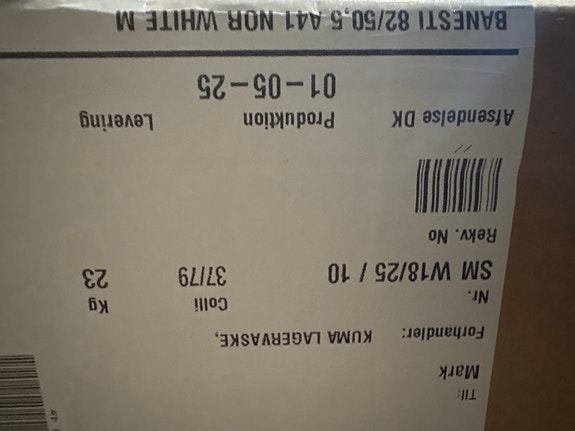 Til:
Mark
Forhandler: KUMA LAGERVASKE,
Nr. Colli Kg
SM W18/25 / 10 37/79 23
Rekv. No
Afsendelse DK Produktion Levering
01-05-25
BANESTI 82/50,5 A41 NOR WHITE M